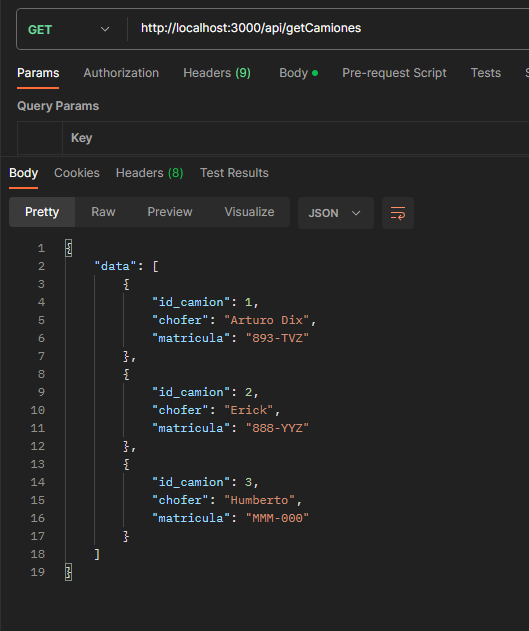 GET http://localhost:3000/api/getCamiones
Params Authorization Headers (9) Body Pre-request Script Tests
Query Params
Key
Body Cookies Headers (8) Test Results
Pretty Raw Preview Visualize JSON
1 {
2 "data": [
3 {
4 "id_camion": 1,
5 "chofer": "Arturo Dix",
6 "matricula": "893-TVZ"
7 },
8 {
9 "id_camion": 2,
10 "chofer": "Erick",
11 "matricula": "888-YYZ"
12 },
13 {
14 "id_camion": 3,
15 "chofer": "Humberto",
16 "matricula": "MMM-000"
17 }
18 ]
19 }